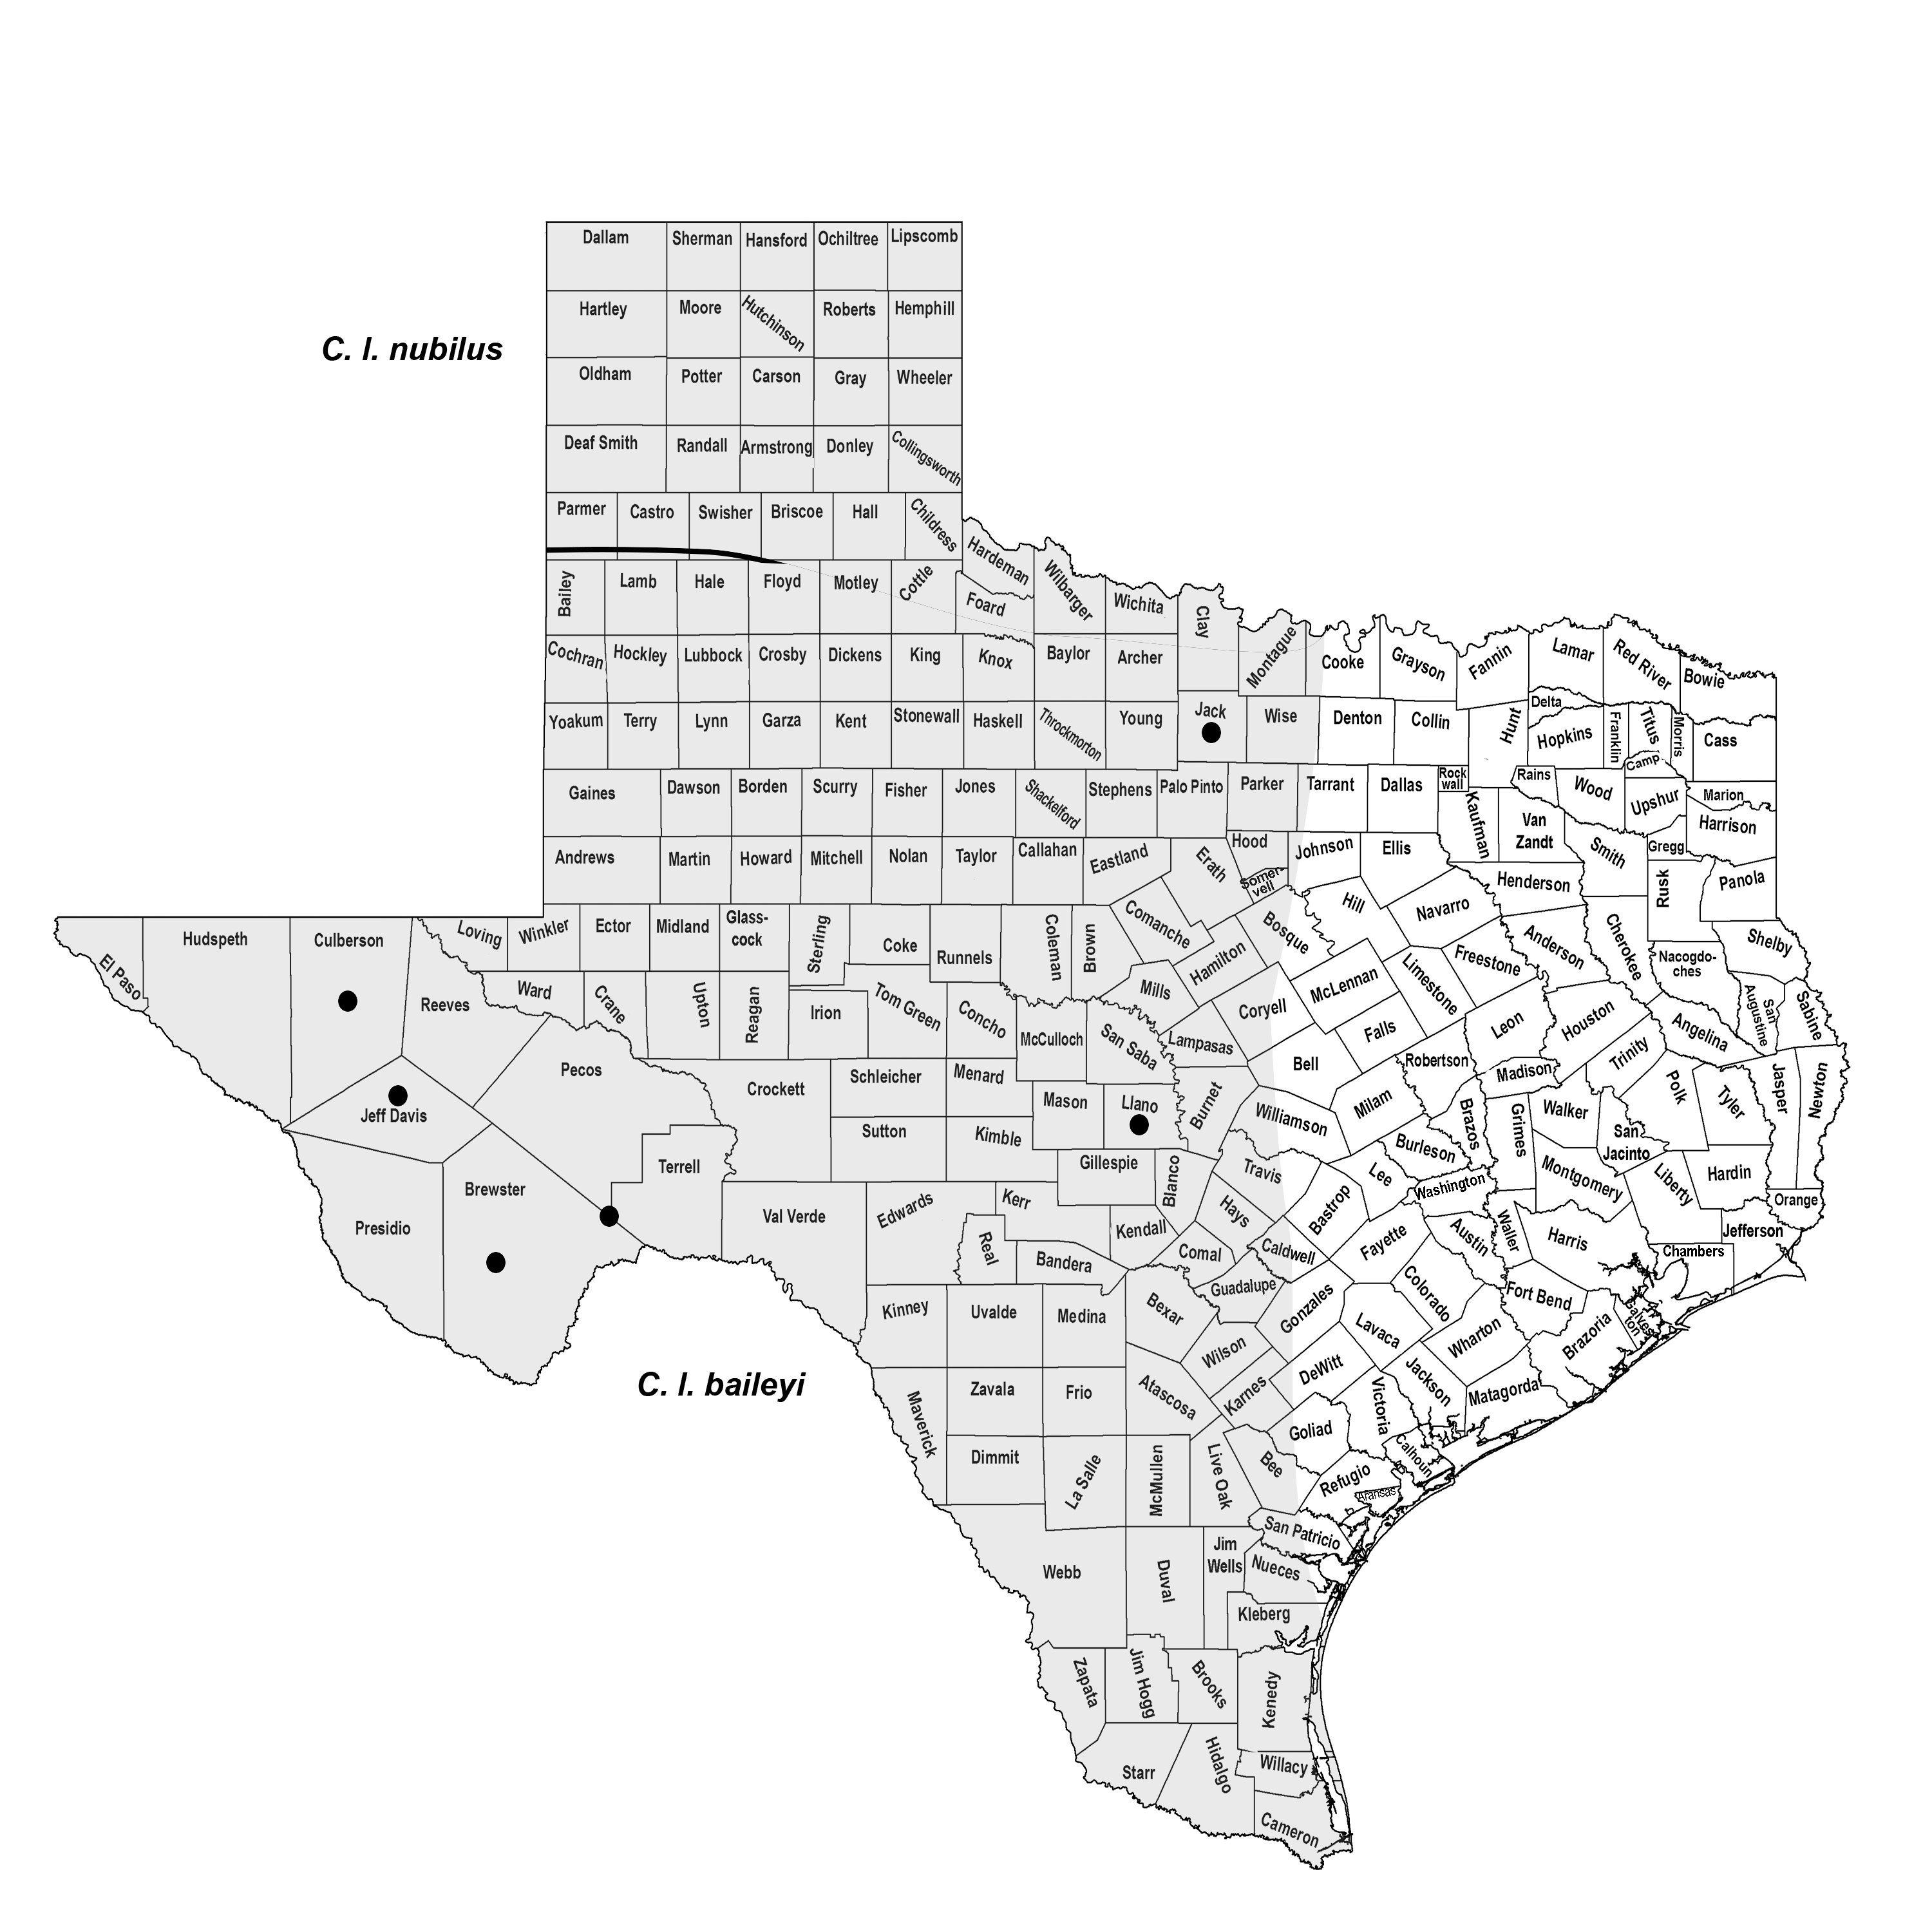 Dallam Sherman Hansford Ochiltree Lipscomb
Hartley Moore Hutchinson Roberts Hemphill
C. l. nubilus
Oldham Potter Carson Gray Wheeler
Deaf Smith Randall Armstrong Donley Collingsworth
Parmer Castro Swisher Briscoe Hall Childress
Hardeman
Bailey Lamb Hale Floyd Motley Cottle Foard Wilbarger Wichita Clay
Cochran Hockley Lubbock Crosby Dickens King Knox Baylor Archer Montague Cooke Grayson Fannin Lamar Red River Bowie
Yoakum Terry Lynn Garza Kent Stonewall Haskell Throckmorton Young Jack Wise Denton Collin Hunt Delta Hopkins Franklin Titus Morris Cass
Camp
Gaines Dawson Borden Scurry Fisher Jones Shackelford Stephens Palo Pinto Parker Tarrant Dallas Rock
wall
Kaufman Rains Wood Upshur Marion
Van
Zandt
Harrison
Andrews Martin Howard Mitchell Nolan Taylor Callahan Eastland Erath Hood Johnson Ellis Smith Gregg
Somer-
vell
Henderson Rusk Panola
Hudspeth Culberson Loving Winkler Ector Midland Glass-
cock
Sterling Coke Runnels Coleman Brown Comanche Hamilton Bosque Hill Navarro Anderson Cherokee Shelby
Nacogdo-
ches
El Paso Reeves Ward Crane Upton Reagan Irion Tom Green Concho Mills Coryell McLennan Limestone Freestone
San
Augustine
Sabine
McCulloch San Saba Lampasas Falls Leon Houston Angelina
Pecos Bell Robertson Trinity
Jeff Davis Crockett Schleicher Menard Mason Llano Burnet Williamson Milam Madison Brazos Grimes Walker Polk Tyler Jasper Newton
Sutton Kimble Burleson San
Jacinto
Terrell Gillespie Blanco Travis Lee Washington Montgomery Liberty Hardin
Brewster Orange
Presidio Val Verde Edwards Kerr Hays Bastrop Fayette Austin Waller Harris Jefferson
Real Kendall Comal Caldwell Chambers
Bandera Guadalupe Colorado Fort Bend
Kinney Uvalde Medina Bexar Gonzales Lavaca Wharton Brazoria Galves
ton
Wilson
C. l. baileyi
Maverick Zavala Frio Atascosa Karnes DeWitt Victoria Jackson Matagorda
Dimmit La Salle McMullen Live Oak Bee Goliad Calhoun
Refugio
Aransas
San Patricio
Webb Duval Jim
Wells
Nueces
Kleberg
Zapata Jim Hogg Brooks Kenedy
Starr Hidalgo Willacy
Cameron